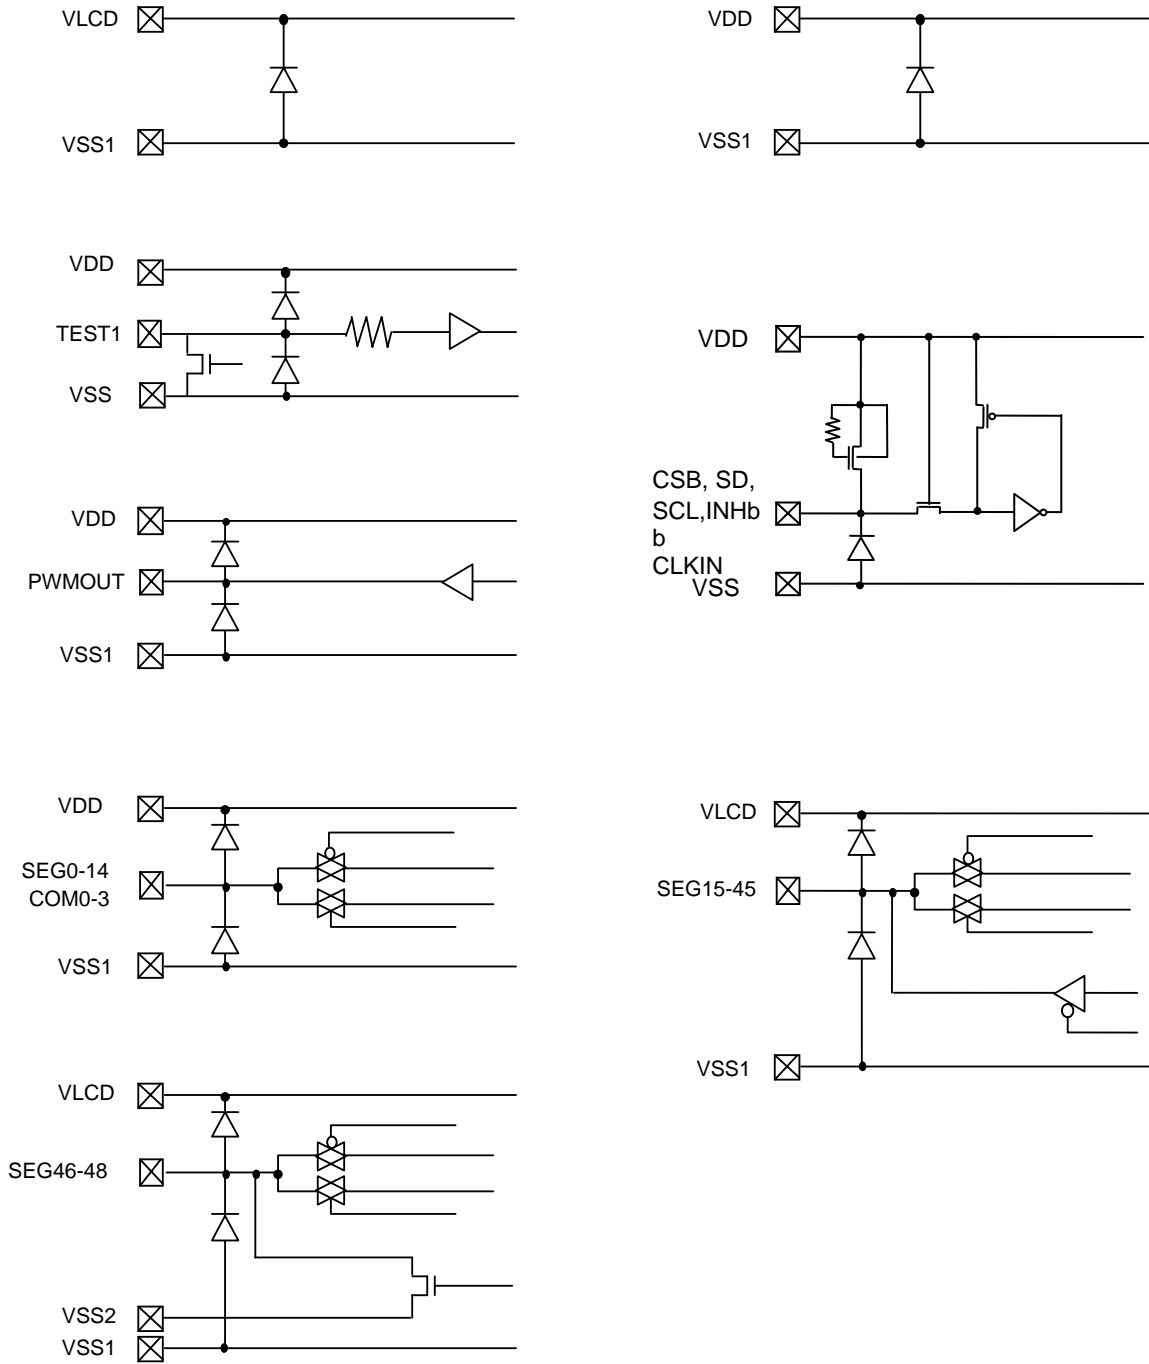 VLCD
VSS1
VDD
VSS1
VDD
TEST1
VSS
VDD
CSB, SD,
SCL,INHb
b
CLKIN
VSS
VDD
PWMOUT
VSS1
VDD
SEG0-14
COM0-3
VSS1
VLCD
SEG15-45
VSS1
VLCD
SEG46-48
VSS2
VSS1